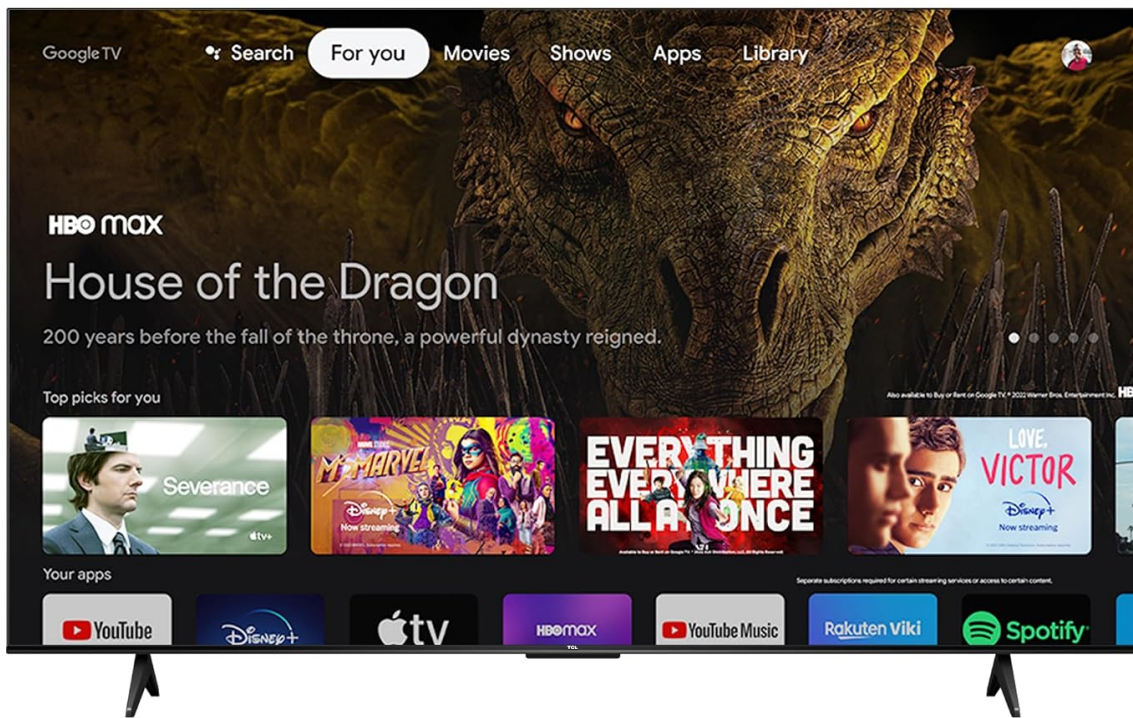 Google TV
Search
For you
Movies
Shows
Apps
Library
HBO max
House of the Dragon
200 years before the fall of the throne, a powerful dynasty reigned.
Top picks for you
Also available to Buy or Rent on Google TV. © 2022 Warner Bros. Entertainment Inc.
HB
Severance
tv+
MARVEL STUDIOS
MS MARVEL
Disney+
Now streaming
EVERYTHING
EVERYWHERE
ALL AT ONCE
LOVE,
VICTOR
Disney+
Now streaming
Your apps
Separate subscriptions required for certain streaming services or access to certain content.
YouTube
Disney+
tv
HBOmax
YouTube Music
Rakuten Viki
Spotify
TCL